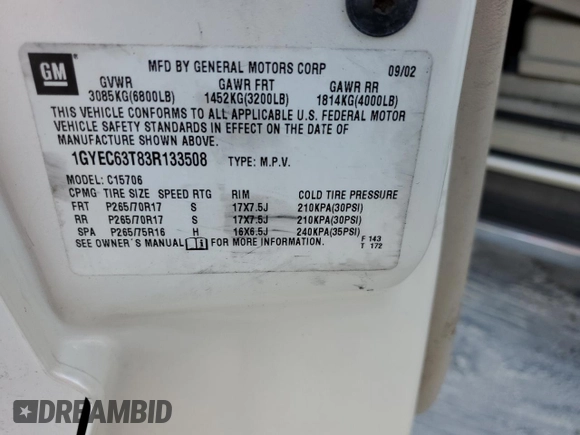 GM
MFD BY GENERAL MOTORS CORP 09/02
GVWR GAWR FRT GAWR RR
3085KG(6800LB) 1452KG(3200LB) 1814KG(4000LB)
THIS VEHICLE CONFORMS TO ALL APPLICABLE U.S. FEDERAL MOTOR
VEHICLE SAFETY STANDARDS IN EFFECT ON THE DATE OF
MANUFACTURE SHOWN ABOVE.
1GYEC63T83R133508 TYPE: M.P.V.
MODEL: C15706
CPMG TIRE SIZE SPEED RTG RIM COLD TIRE PRESSURE
FRT P265/70R17 S 17X7.5J 210KPA(30PSI)
RR P265/70R17 S 17X7.5J 210KPA(30PSI)
SPA P265/75R16 H 16X6.5J 240KPA(35PSI)
SEE OWNER'S MANUAL FOR MORE INFORMATION. F 143
T 172
DREAMBID